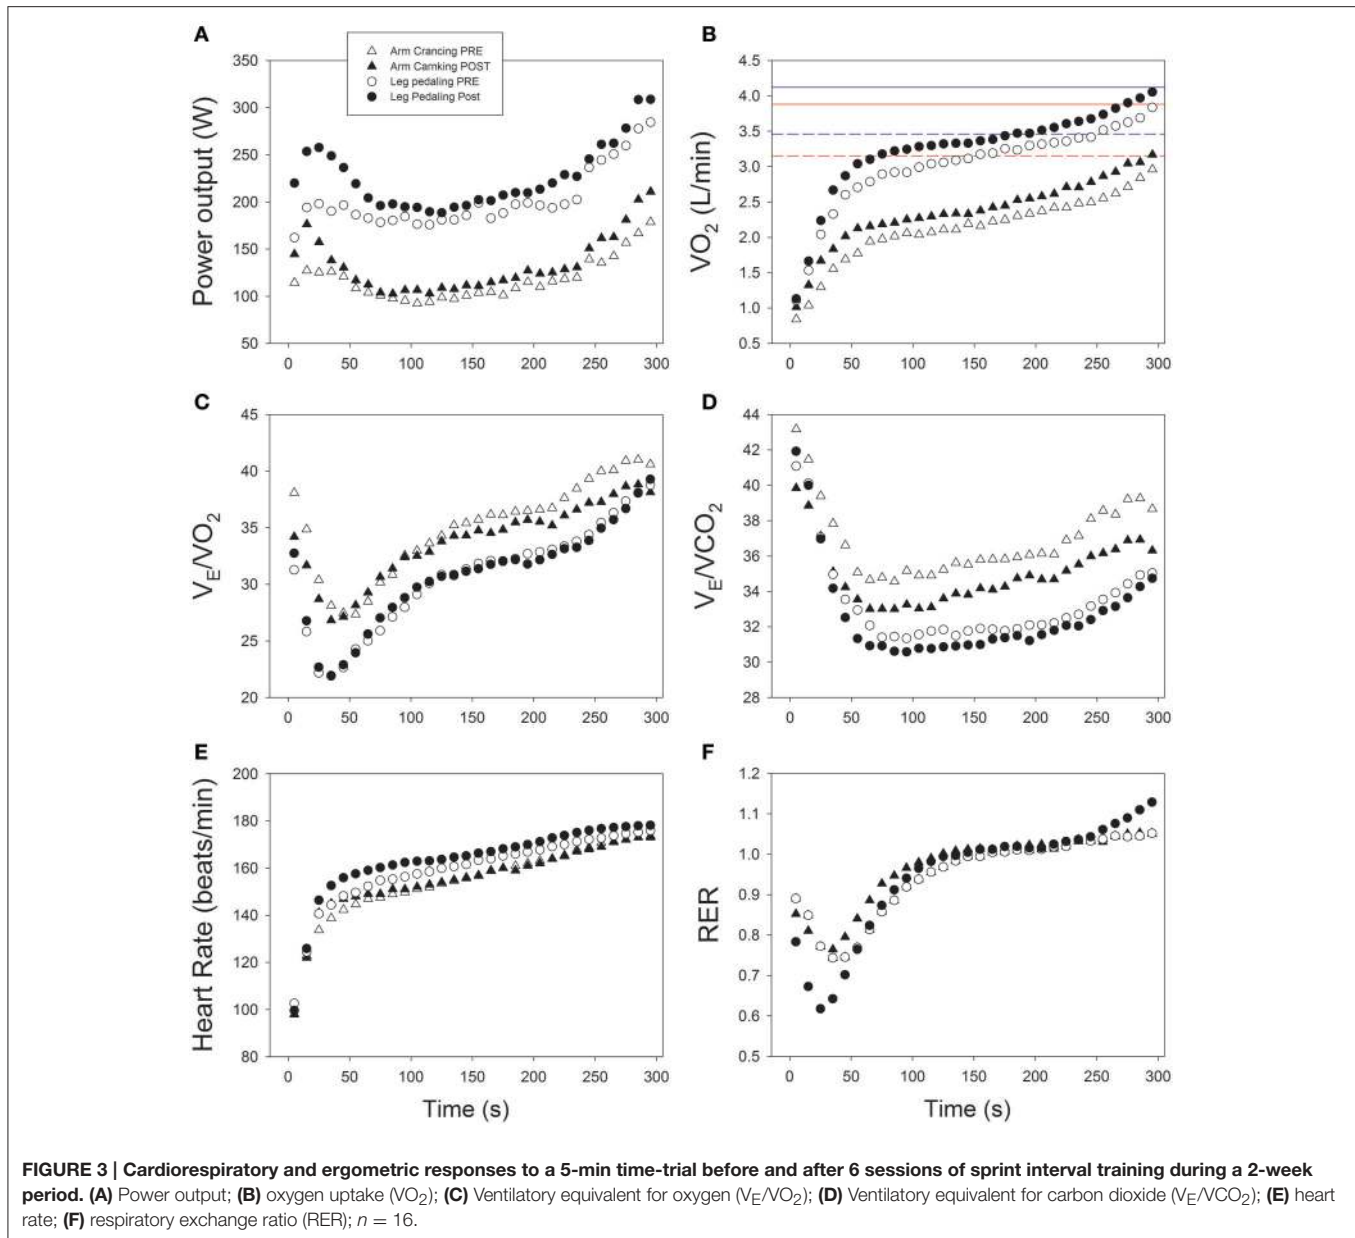 A
Arm Crancing PRE
Arm Camking POST
Leg pedaling PRE
Leg Pedaling Post
Power output (W)
350
300
250
200
150
100
50
0 50 100 150 200 250 300
B
VO2 (L/min)
4.5
4.0
3.5
3.0
2.5
2.0
1.5
1.0
0.5
0 50 100 150 200 250 300
C
VE/VO2
45
40
35
30
25
20
0 50 100 150 200 250 300
D
VE/VCO2
44
42
40
38
36
34
32
30
28
0 50 100 150 200 250 300
E
Heart Rate (beats/min)
200
180
160
140
120
100
80
0 50 100 150 200 250 300
Time (s)
F
RER
1.2
1.1
1.0
0.9
0.8
0.7
0.6
0.5
0 50 100 150 200 250 300
Time (s)
FIGURE 3 | Cardiorespiratory and ergometric responses to a 5-min time-trial before and after 6 sessions of sprint interval training during a 2-week
period. (A) Power output; (B) oxygen uptake (VO2); (C) Ventilatory equivalent for oxygen (VE/VO2); (D) Ventilatory equivalent for carbon dioxide (VE/VCO2); (E) heart
rate; (F) respiratory exchange ratio (RER); n = 16.